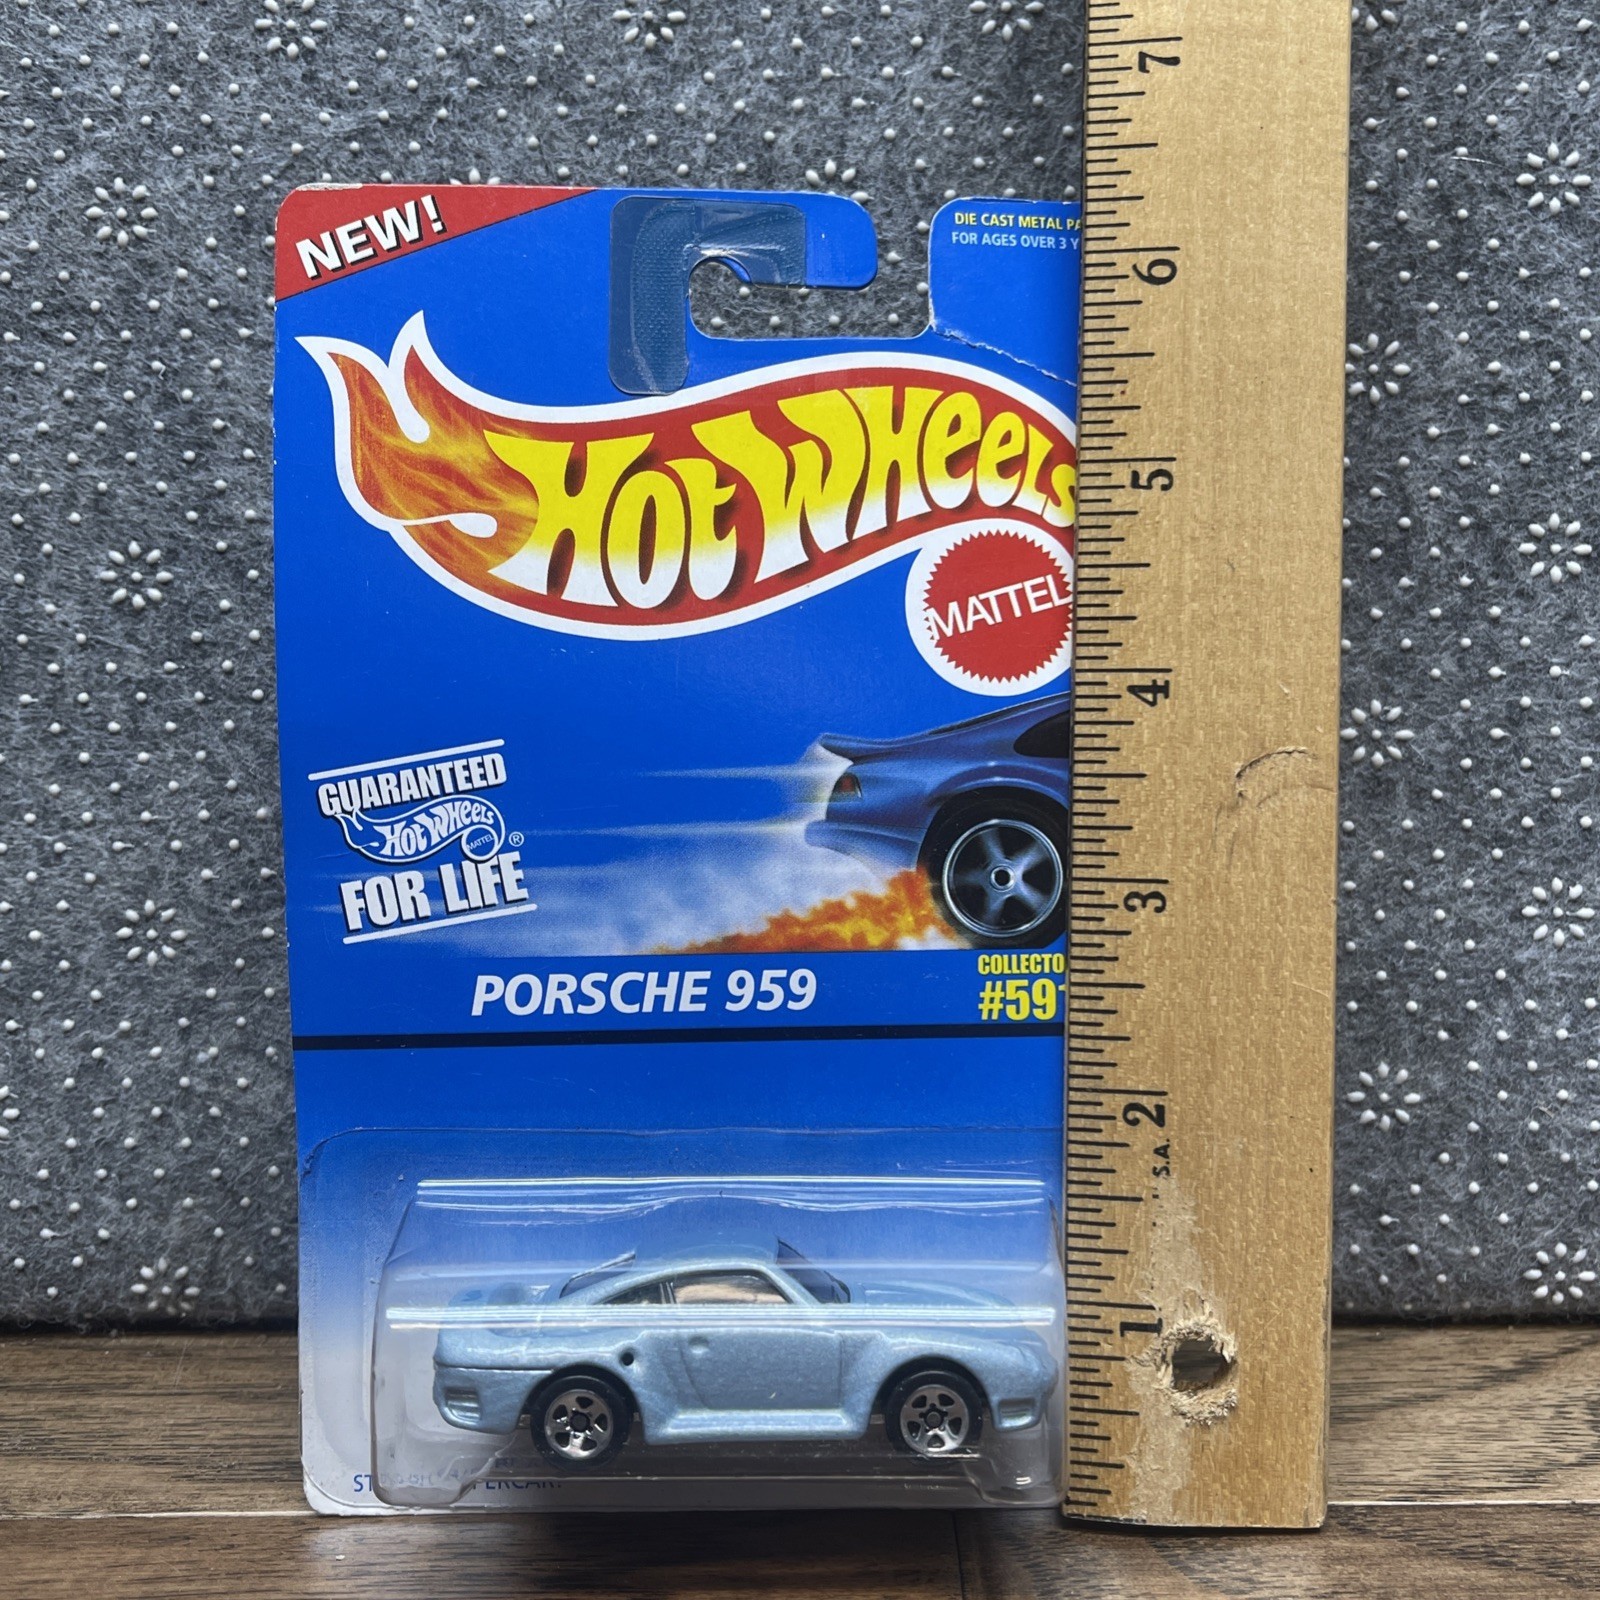 NEW!
DIE CAST METAL PA
FOR AGES OVER 3 Y
HOT WHEELS
MATTEL
GUARANTEED
HOT WHEELS
MATTEL
®
FOR LIFE
PORSCHE 959
COLLECTO
#591
7
6
5
4
3
2
S.A.
1